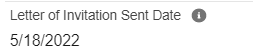 Letter of Invitation Sent Date
5/18/2022